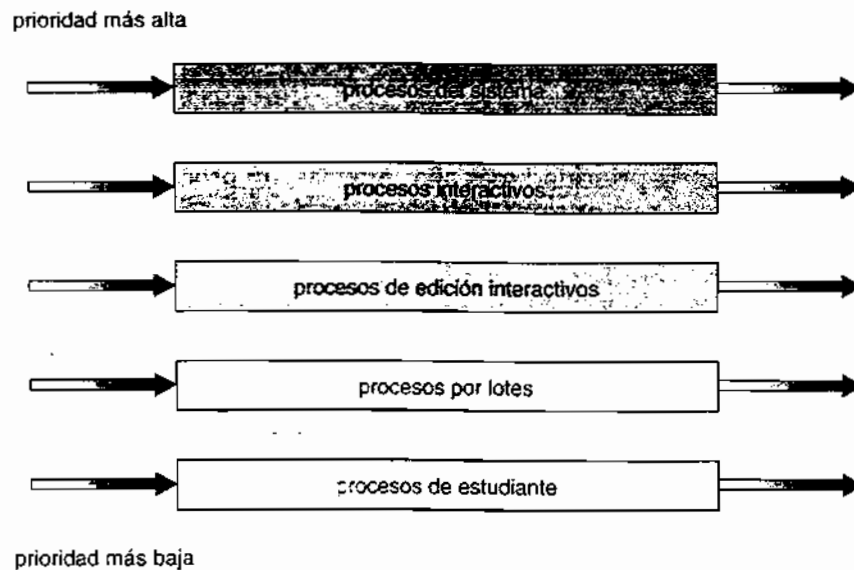 prioridad más alta
procesos del sistema
procesos interactivos
procesos de edición interactivos
procesos por lotes
procesos de estudiante
prioridad más baja